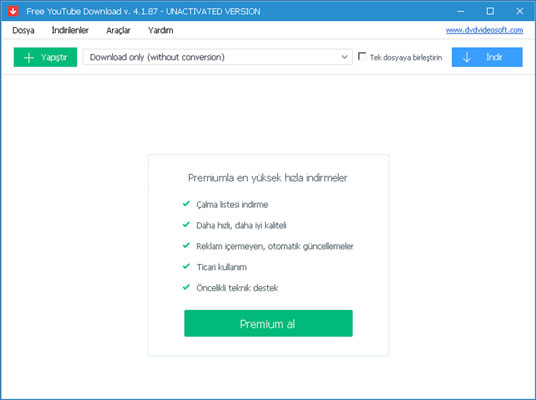 Free YouTube Download v. 4.1.87 - UNACTIVATED VERSION
Dosya İndirilenler Araçlar Yardım www.dvdvideosoft.com
Yapıştır Download only (without conversion) Tek dosyaya birleştirin İndir
Premiumla en yüksek hızla indirmeler
Çalma listesi indirme
Daha hızlı, daha iyi kaliteli
Reklam içermeyen, otomatik güncellemeler
Ticari kullanım
Öncelikli teknik destek
Premium al